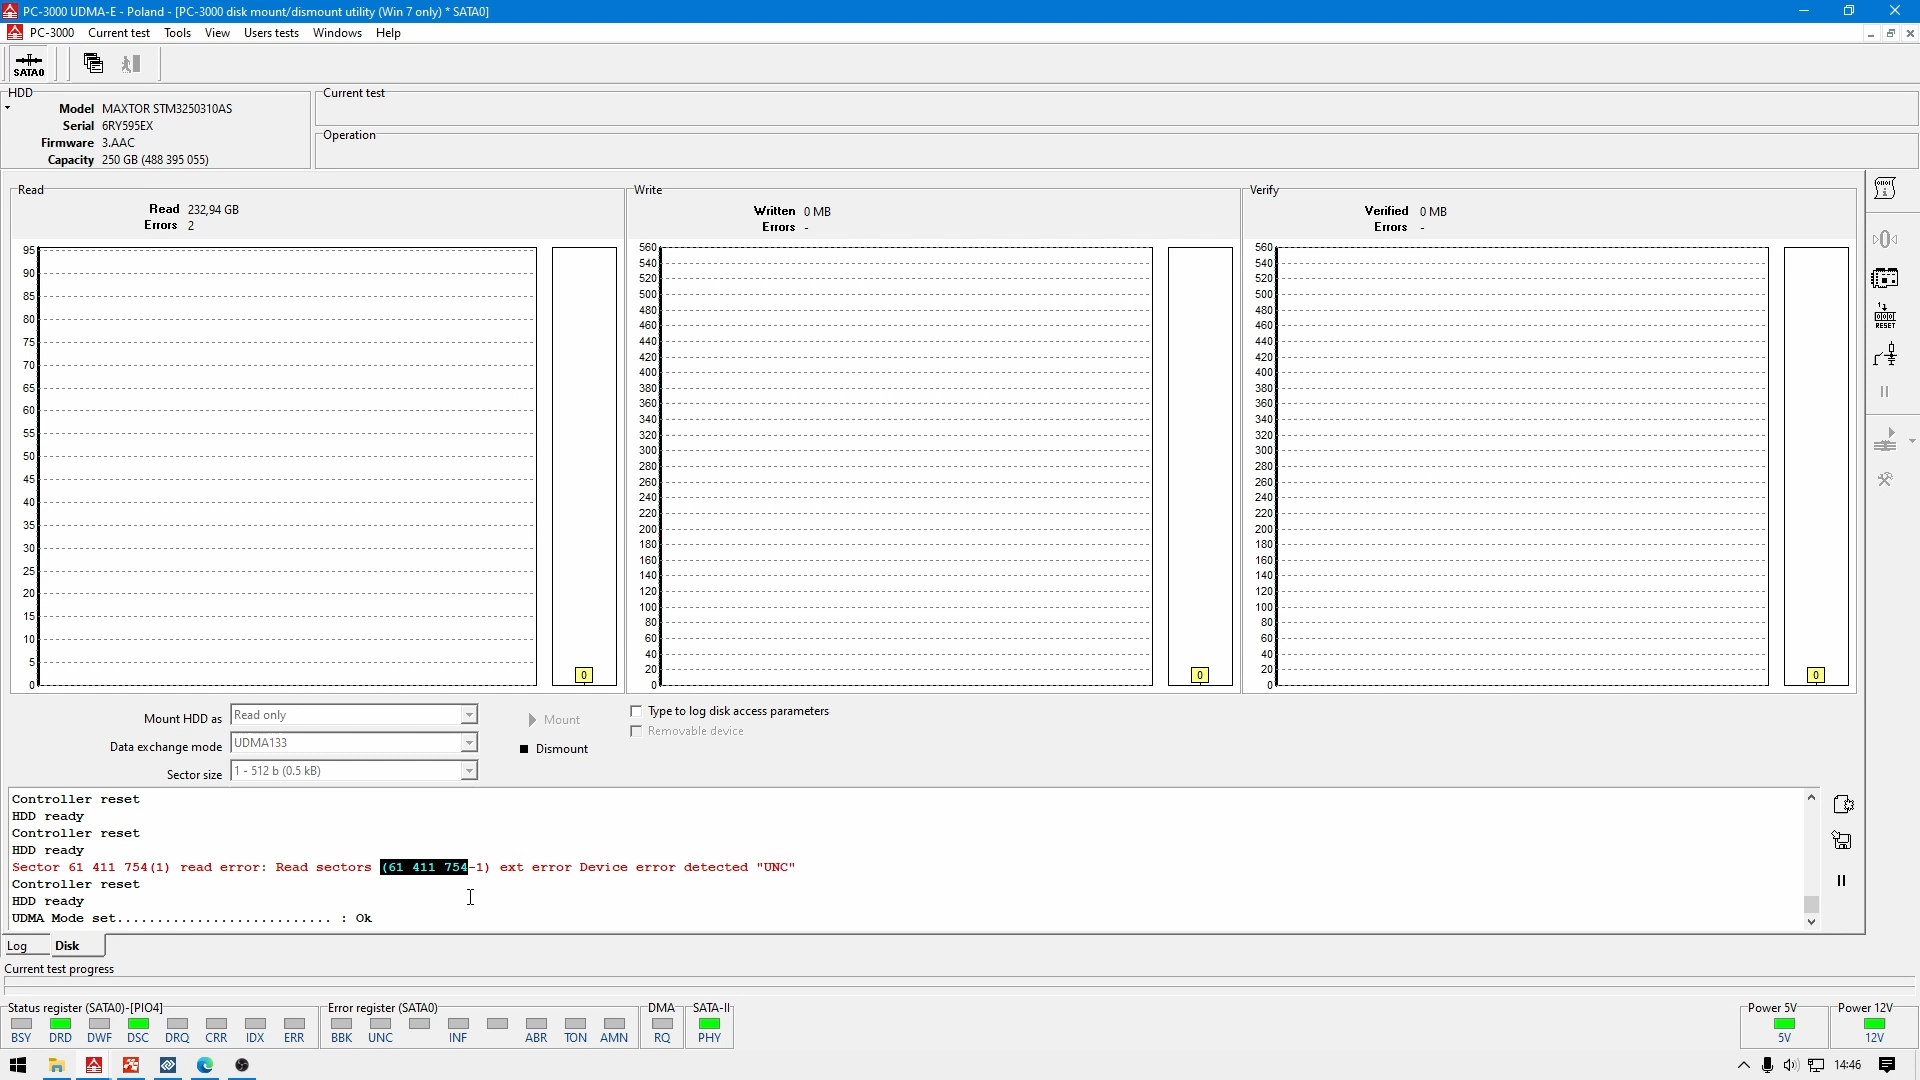 PC-3000 UDMA-E - Poland - [PC-3000 disk mount/dismount utility (Win 7 only) * SATA0]
PC-3000 Current test Tools View Users tests Windows Help
SATA0
HDD
Model MAXTOR STM3250310AS
Serial 6RY595EX
Firmware 3.AAC
Capacity 250 GB (488 395 055)
Current test
Operation
Read
Read 232,94 GB
Errors 2
95
90
85
80
75
70
65
60
55
50
45
40
35
30
25
20
15
10
5
0
0
Write
Written 0 MB
Errors -
560
540
520
500
480
460
440
420
400
380
360
340
320
300
280
260
240
220
200
180
160
140
120
100
80
60
40
20
0
0
Verify
Verified 0 MB
Errors -
560
540
520
500
480
460
440
420
400
380
360
340
320
300
280
260
240
220
200
180
160
140
120
100
80
60
40
20
0
0
RESET
Mount HDD as Read only
Data exchange mode UDMA133
Sector size 1 - 512 b (0.5 kB)
Mount
Dismount
Type to log disk access parameters
Removable device
Controller reset
HDD ready
Controller reset
HDD ready
Sector 61 411 754(1) read error: Read sectors (61 411 754-1) ext error Device error detected "UNC"
Controller reset
HDD ready
UDMA Mode set........................... : Ok
Log Disk
Current test progress
Status register (SATA0)-[PIO4]
BSY DRD DWF DSC DRQ CRR IDX ERR
Error register (SATA0)
BBK UNC INF ABR TON AMN
DMA
RQ
SATA-II
PHY
Power 5V
5V
Power 12V
12V
14:46